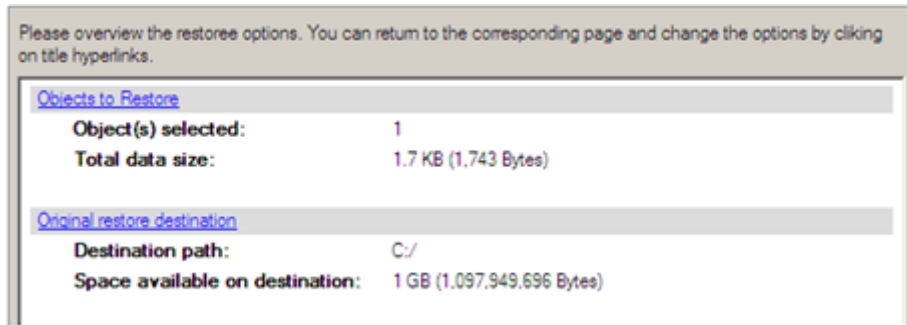 Please overview the restoree options. You can return to the corresponding page and change the options by cliking
on title hyperlinks.
Objects to Restore
Object(s) selected: 1
Total data size: 1.7 KB (1,743 Bytes)
Original restore destination
Destination path: C:/
Space available on destination: 1 GB (1,097,949,696 Bytes)